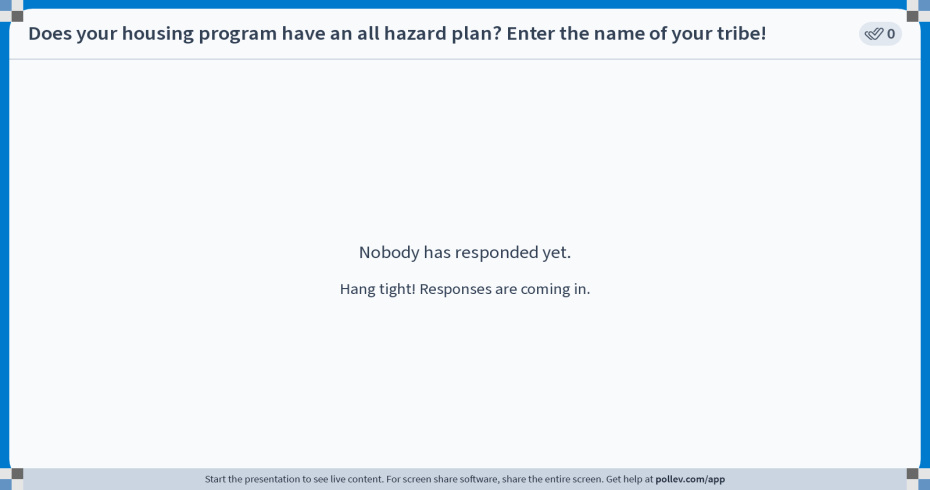 Does your housing program have an all hazard plan? Enter the name of your tribe!
0
Nobody has responded yet.
Hang tight! Responses are coming in.
Start the presentation to see live content. For screen share software, share the entire screen. Get help at pollev.com/app